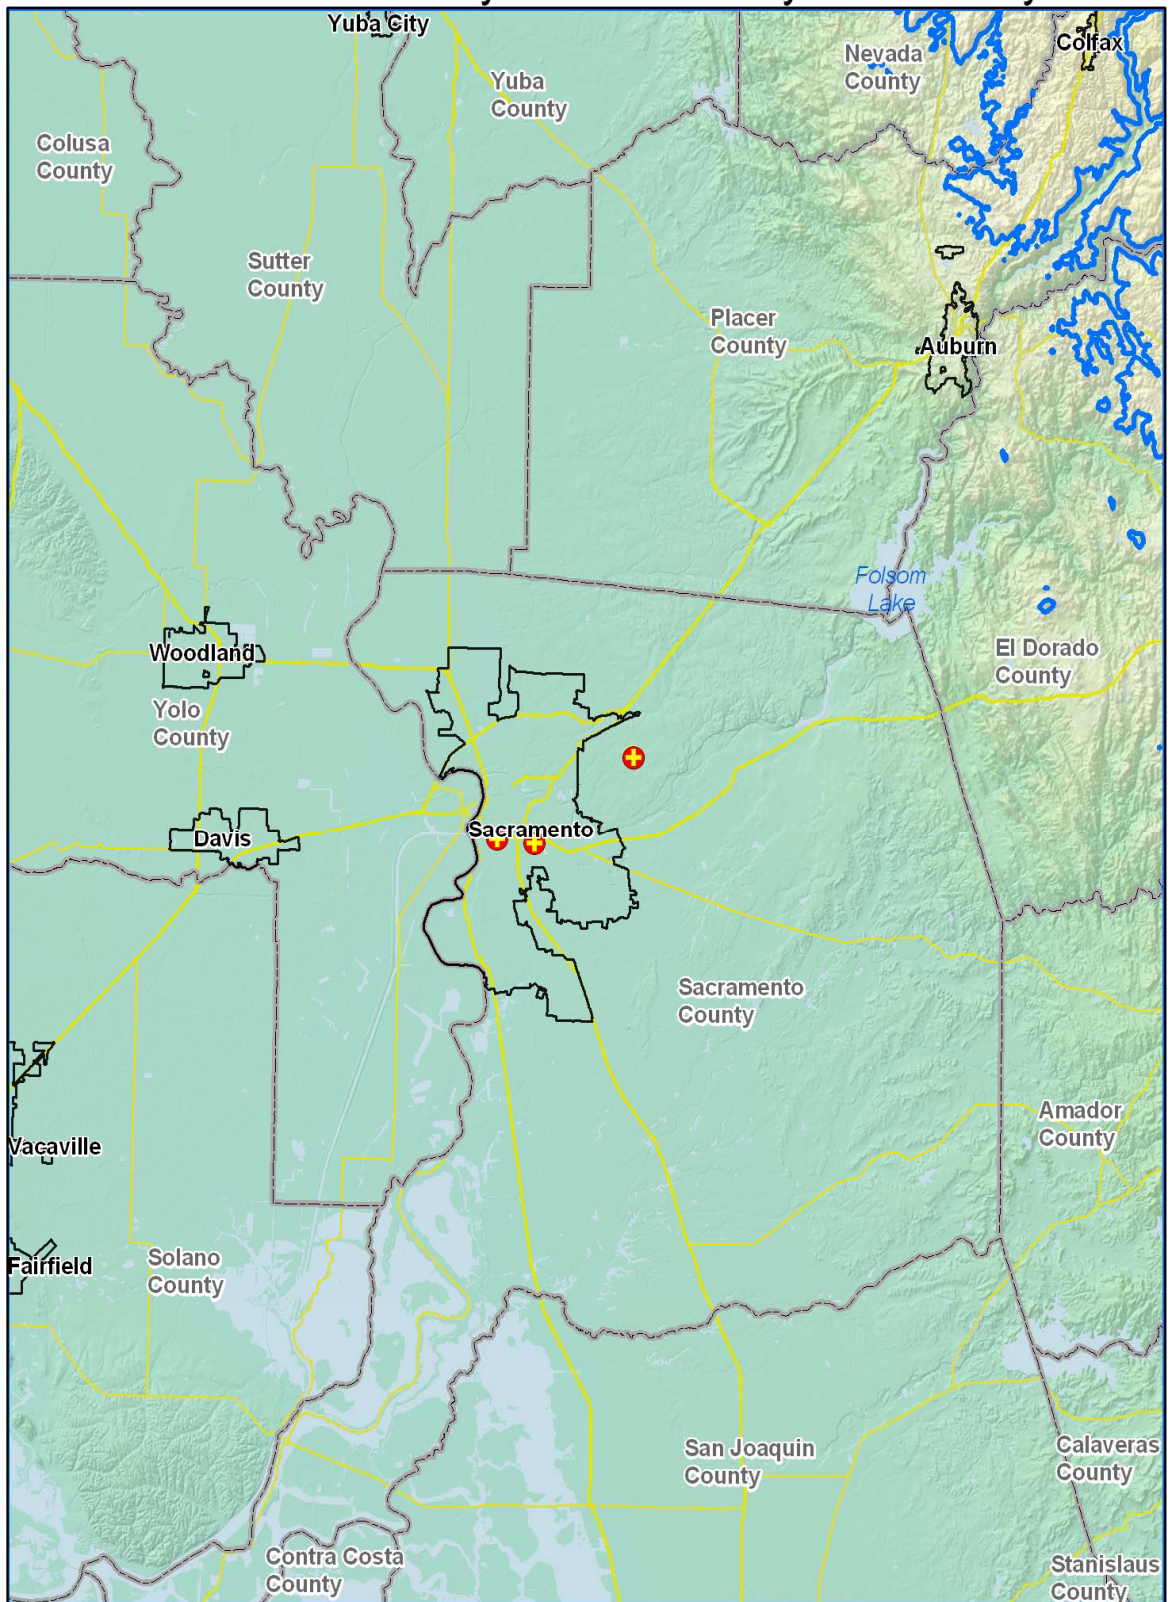 Yuba City
Colfax
Nevada
County
Yuba
County
Colusa
County
Sutter
County
Placer
County
Auburn
Folsom
Lake
Woodland
El Dorado
County
Yolo
County
Sacramento
Davis
Sacramento
County
Amador
County
Vacaville
Fairfield
Solano
County
San Joaquin
County
Calaveras
County
Contra Costa
County
Stanislaus
County